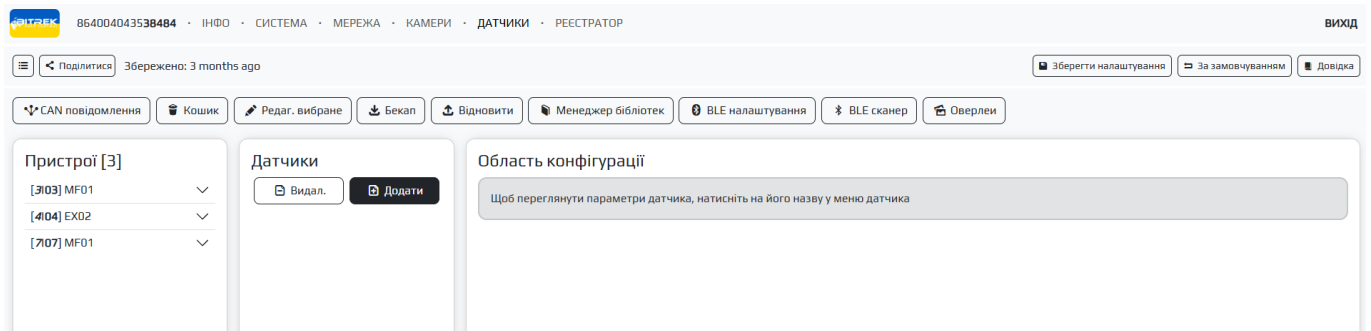 BITREK 864004043538484 · ІНФО · СИСТЕМА · МЕРЕЖА · КАМЕРИ · ДАТЧИКИ · РЕЕСТРАТОР ВИХІД
Поділитися Збережено: 3 months ago Зберегти налаштування За замовчуванням Довідка
CAN повідомлення Кошик Редаг. вибране Бекап Відновити Менеджер бібліотек BLE налаштування BLE сканер Оверлеи
Пристрої [3] Датчики Область конфігурації
[3|03] MF01 Видал. Додати Щоб переглянути параметри датчика, натисніть на його назву у меню датчика
[4|04] EX02
[7|07] MF01